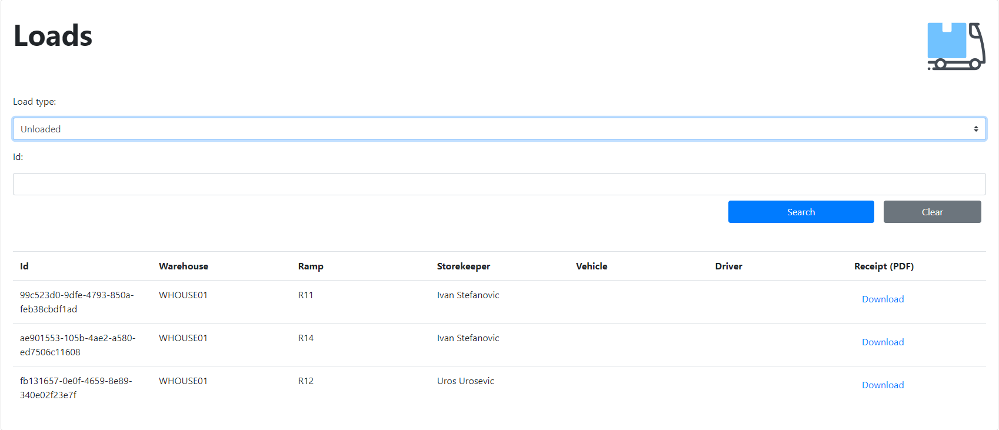 Loads
Load type:
Unloaded
Id:
Search Clear
Id Warehouse Ramp Storekeeper Vehicle Driver Receipt (PDF)
99c523d0-9dfe-4793-850a- WHOUSE01 R11 Ivan Stefanovic Download
feb38cbdf1ad
ae901553-105b-4ae2-a580- WHOUSE01 R14 Ivan Stefanovic Download
ed7506c11608
fb131657-0e0f-4659-8e89- WHOUSE01 R12 Uros Urosevic Download
340e02f23e7f